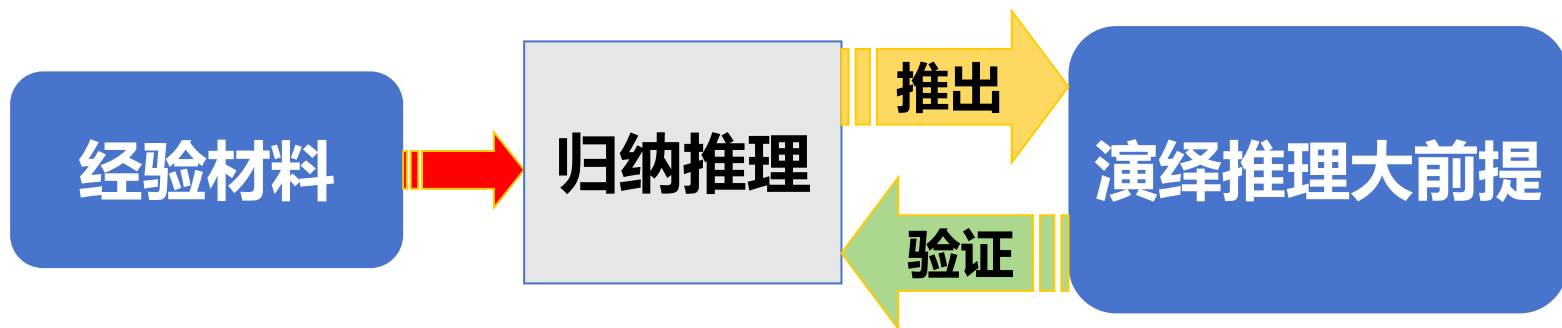 经验材料
归纳推理
推出
验证
演绎推理大前提